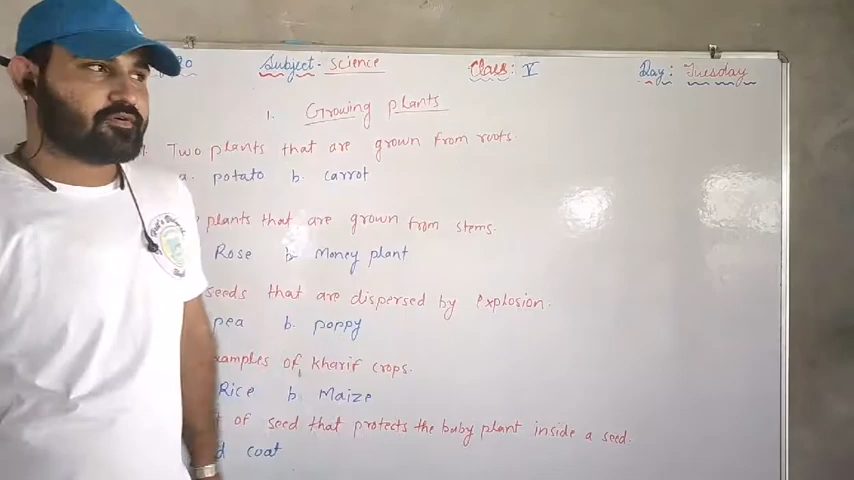 20 Subject:- Science Class: V Day: Tuesday
1. Growing plants
1. Two plants that are grown from roots.
a. potato b. carrot
plants that are grown from stems.
Rose b. Money plant
seeds that are dispersed by explosion.
pea b. poppy
examples of kharif crops.
Rice b. Maize
of seed that protects the baby plant inside a seed.
coat